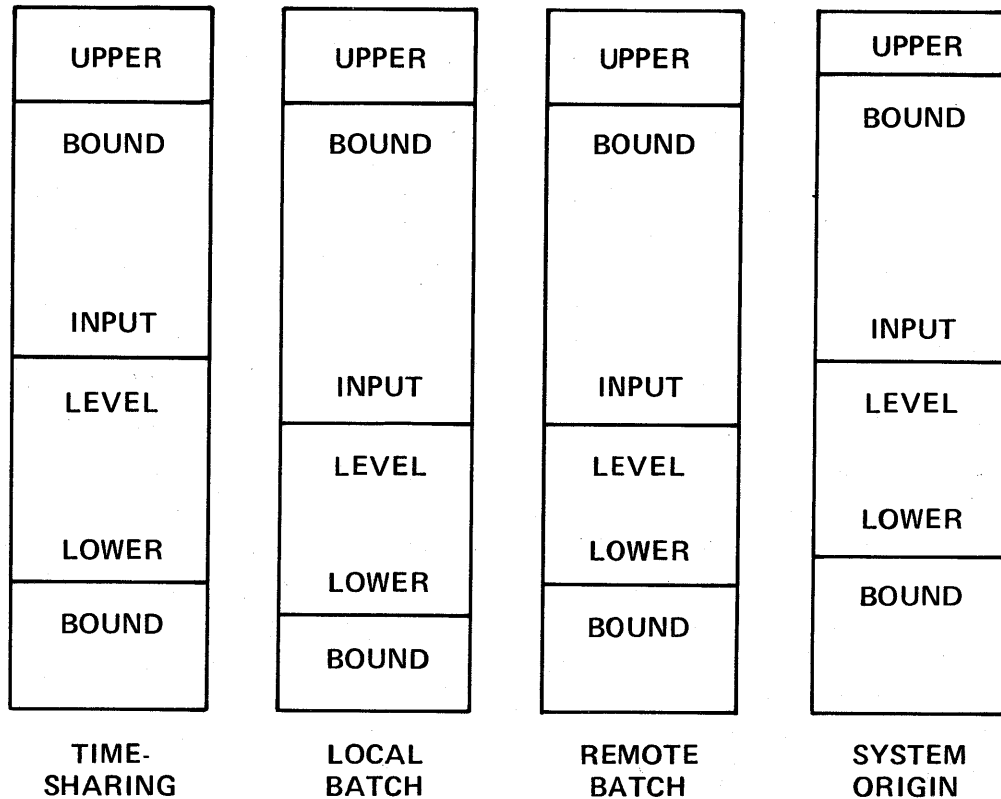 UPPER
BOUND
INPUT
LEVEL
LOWER
BOUND
TIME-
SHARING
UPPER
BOUND
INPUT
LEVEL
LOWER
BOUND
LOCAL
BATCH
UPPER
BOUND
INPUT
LEVEL
LOWER
BOUND
REMOTE
BATCH
UPPER
BOUND
INPUT
LEVEL
LOWER
BOUND
SYSTEM
ORIGIN